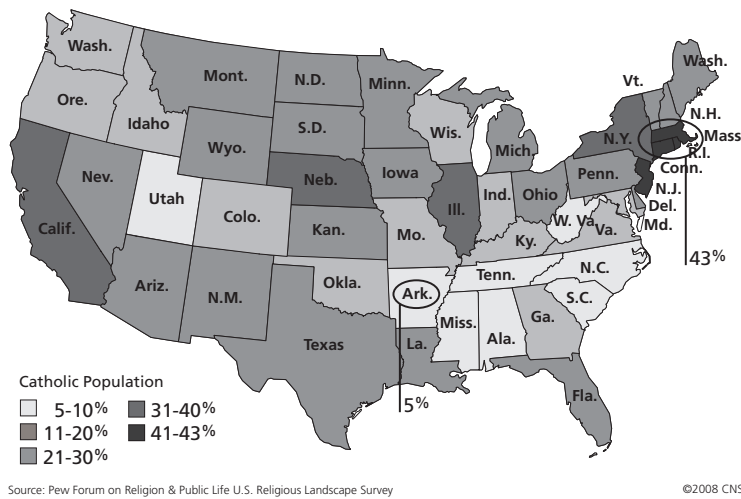 Wash.
Mont.
N.D.
Minn.
Vt.
Wash.
Ore.
Idaho
S.D.
Wis.
Mich.
N.Y.
N.H.
Mass
R.I.
Conn.
Wyo.
Neb.
Iowa
Penn.
N.J.
Del.
Md.
Nev.
Utah
Colo.
Kan.
Mo.
Ill.
Ind.
Ohio
W. Va.
Va.
Ky.
Calif.
43%
Ariz.
N.M.
Okla.
Ark.
Tenn.
N.C.
S.C.
Texas
La.
Miss.
Ala.
Ga.
Fla.
5%
Catholic Population
5-10%
31-40%
11-20%
41-43%
21-30%
Source: Pew Forum on Religion & Public Life U.S. Religious Landscape Survey
©2008 CNS